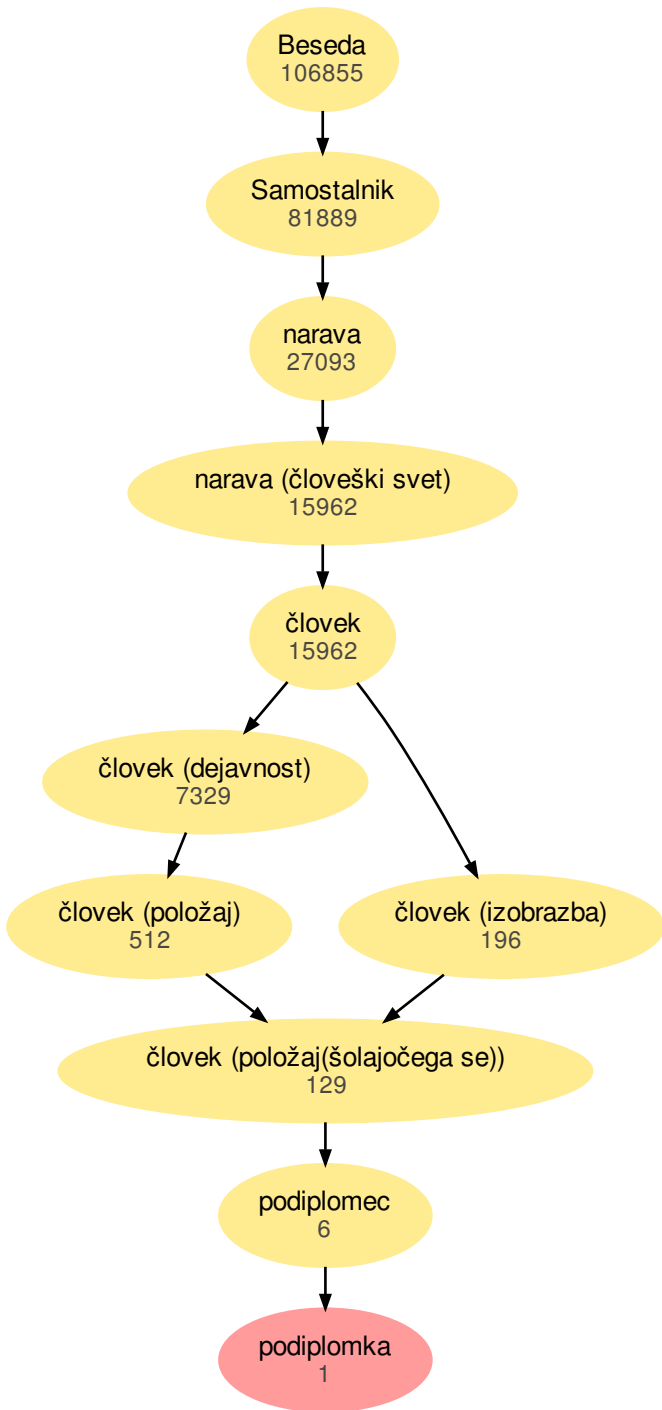 Beseda
106855
Samostalnik
81889
narava
27093
narava (človeški svet)
15962
človek
15962
človek (dejavnost)
7329
človek (položaj)
512
človek (izobrazba)
196
človek (položaj(šolajočega se))
129
podiplomec
6
podiplomka
1